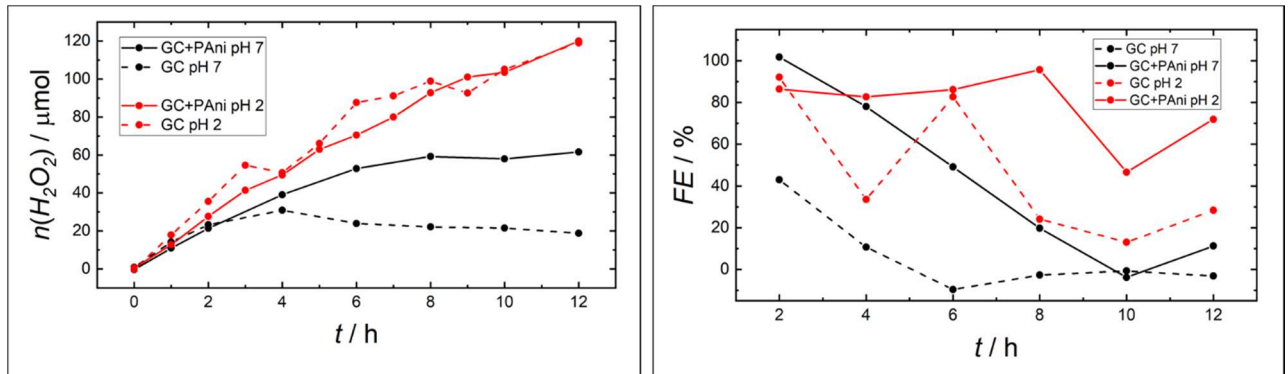 n(H₂O₂) / μmol
120
100
80
60
40
20
0
GC+PAni pH 7
GC pH 7
GC+PAni pH 2
GC pH 2
0 2 4 6 8 10 12
t / h
FE / %
100
80
60
40
20
0
GC pH 7
GC+PAni pH 7
GC pH 2
GC+PAni pH 2
2 4 6 8 10 12
t / h